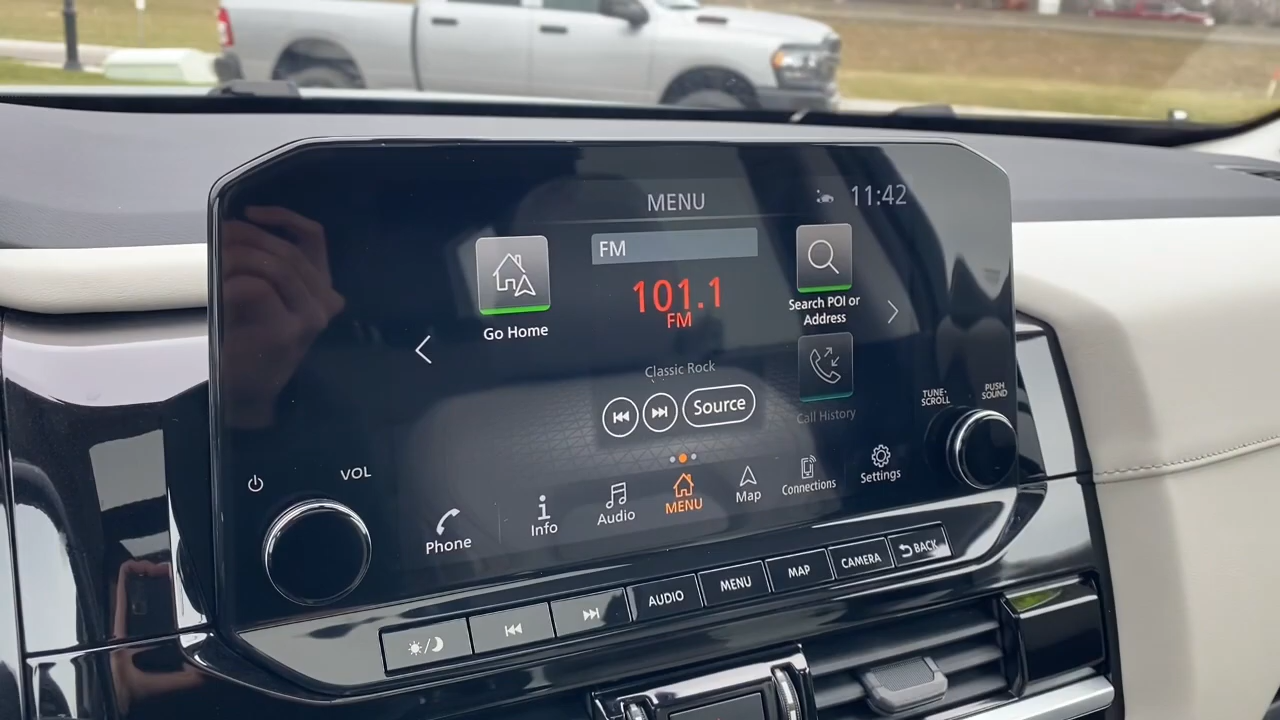 MENU
11:42
FM
Go Home
101.1
FM
Search POI or
Address
Classic Rock
Source
Call History
TUNE·
SCROLL
PUSH
SOUND
VOL
Phone
Info
Audio
MENU
Map
Connections
Settings
AUDIO
MENU
MAP
CAMERA
BACK